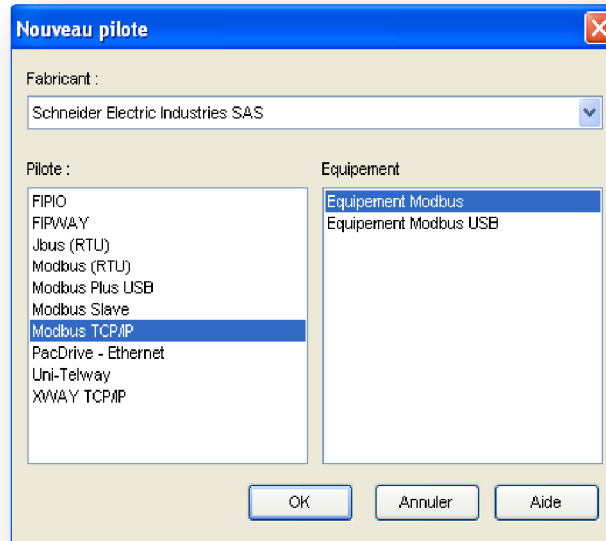 Nouveau pilote
Fabricant :
Schneider Electric Industries SAS
Pilote :
FIPIO
FIPWAY
Jbus (RTU)
Modbus (RTU)
Modbus Plus USB
Modbus Slave
Modbus TCP/IP
PacDrive - Ethernet
Uni-Telway
XWAY TCP/IP
Equipement
Equipement Modbus
Equipement Modbus USB
OK
Annuler
Aide